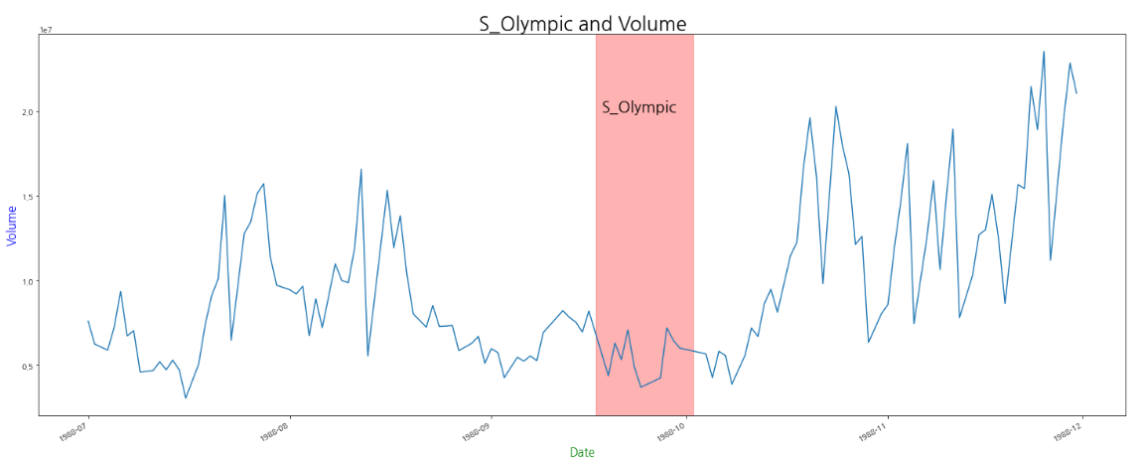 S_Olympic and Volume
1e7
S_Olympic
2.0
1.5
1.0
0.5
Volume
1988-07
1988-08
1988-09
1988-10
1988-11
1988-12
Date